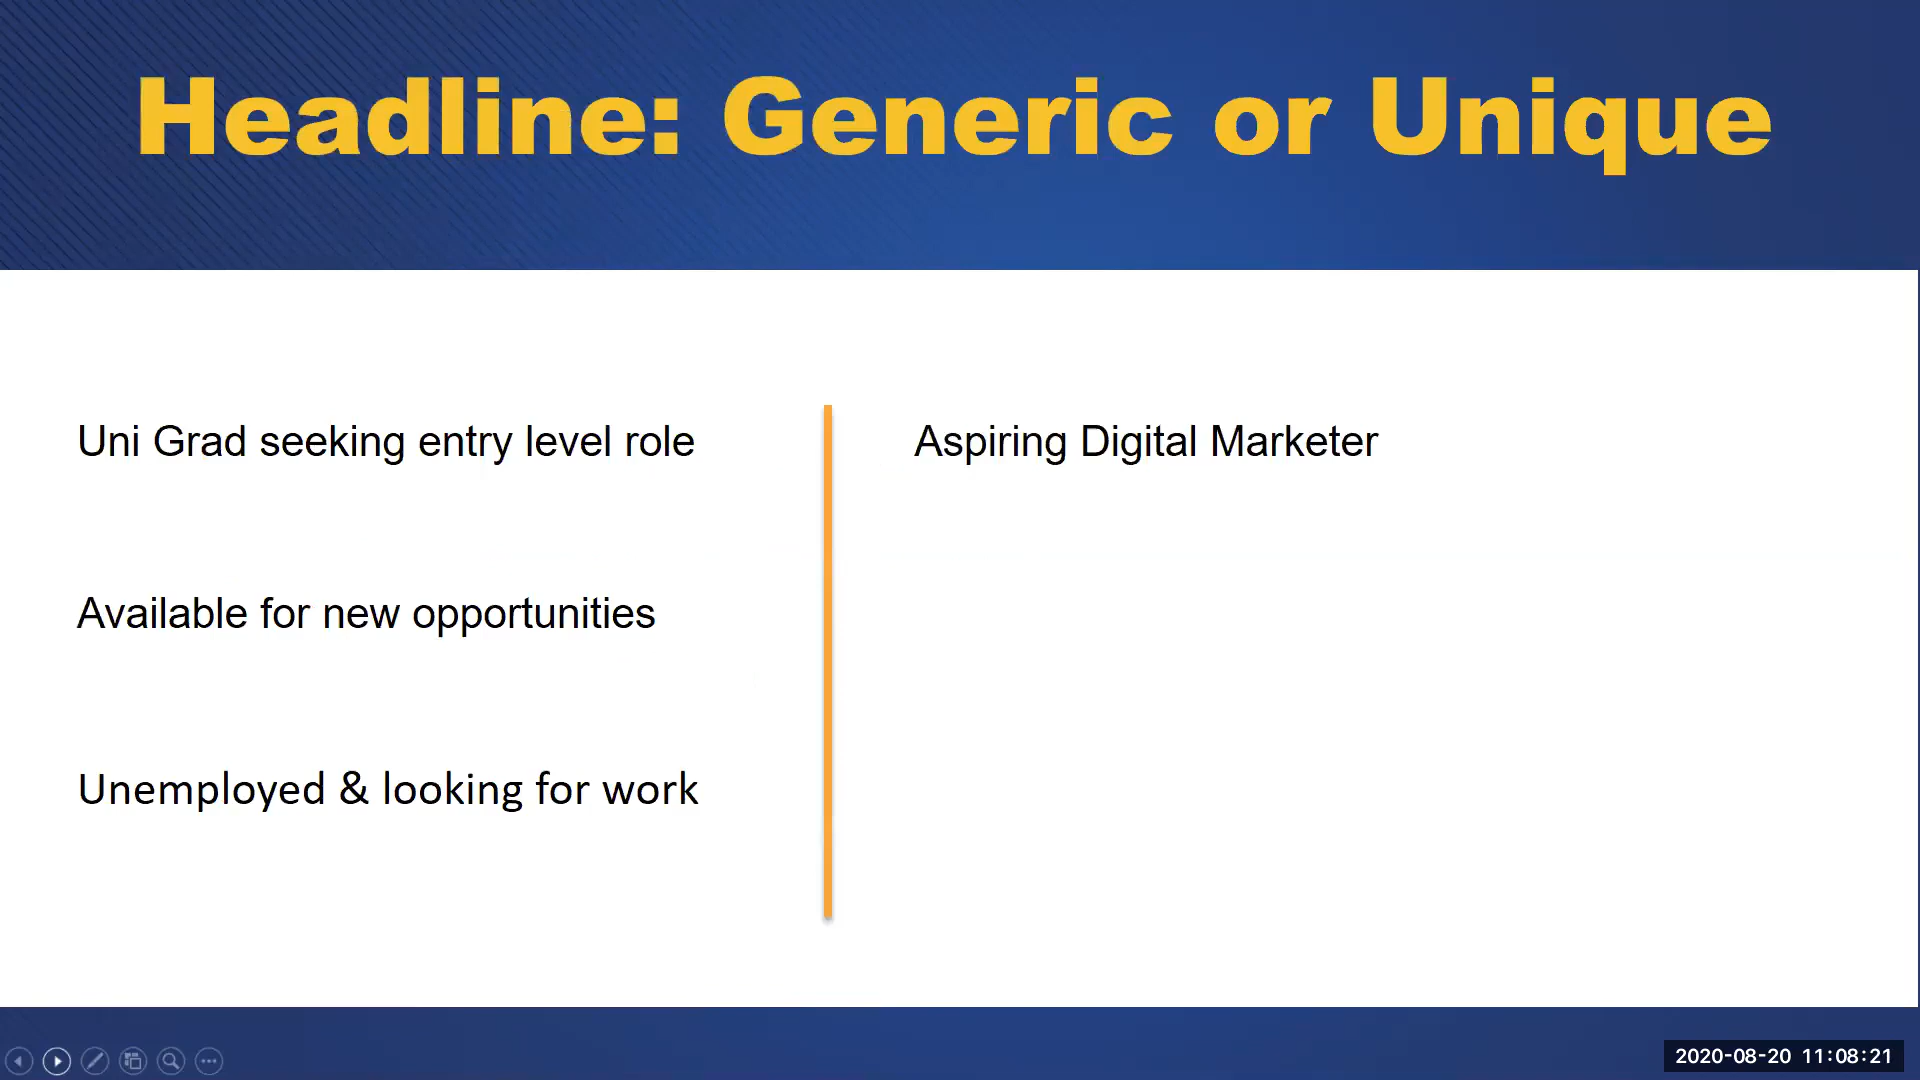 Headline: Generic or Unique
Uni Grad seeking entry level role
Aspiring Digital Marketer
Available for new opportunities
Unemployed & looking for work
2020-08-20 11:08:21